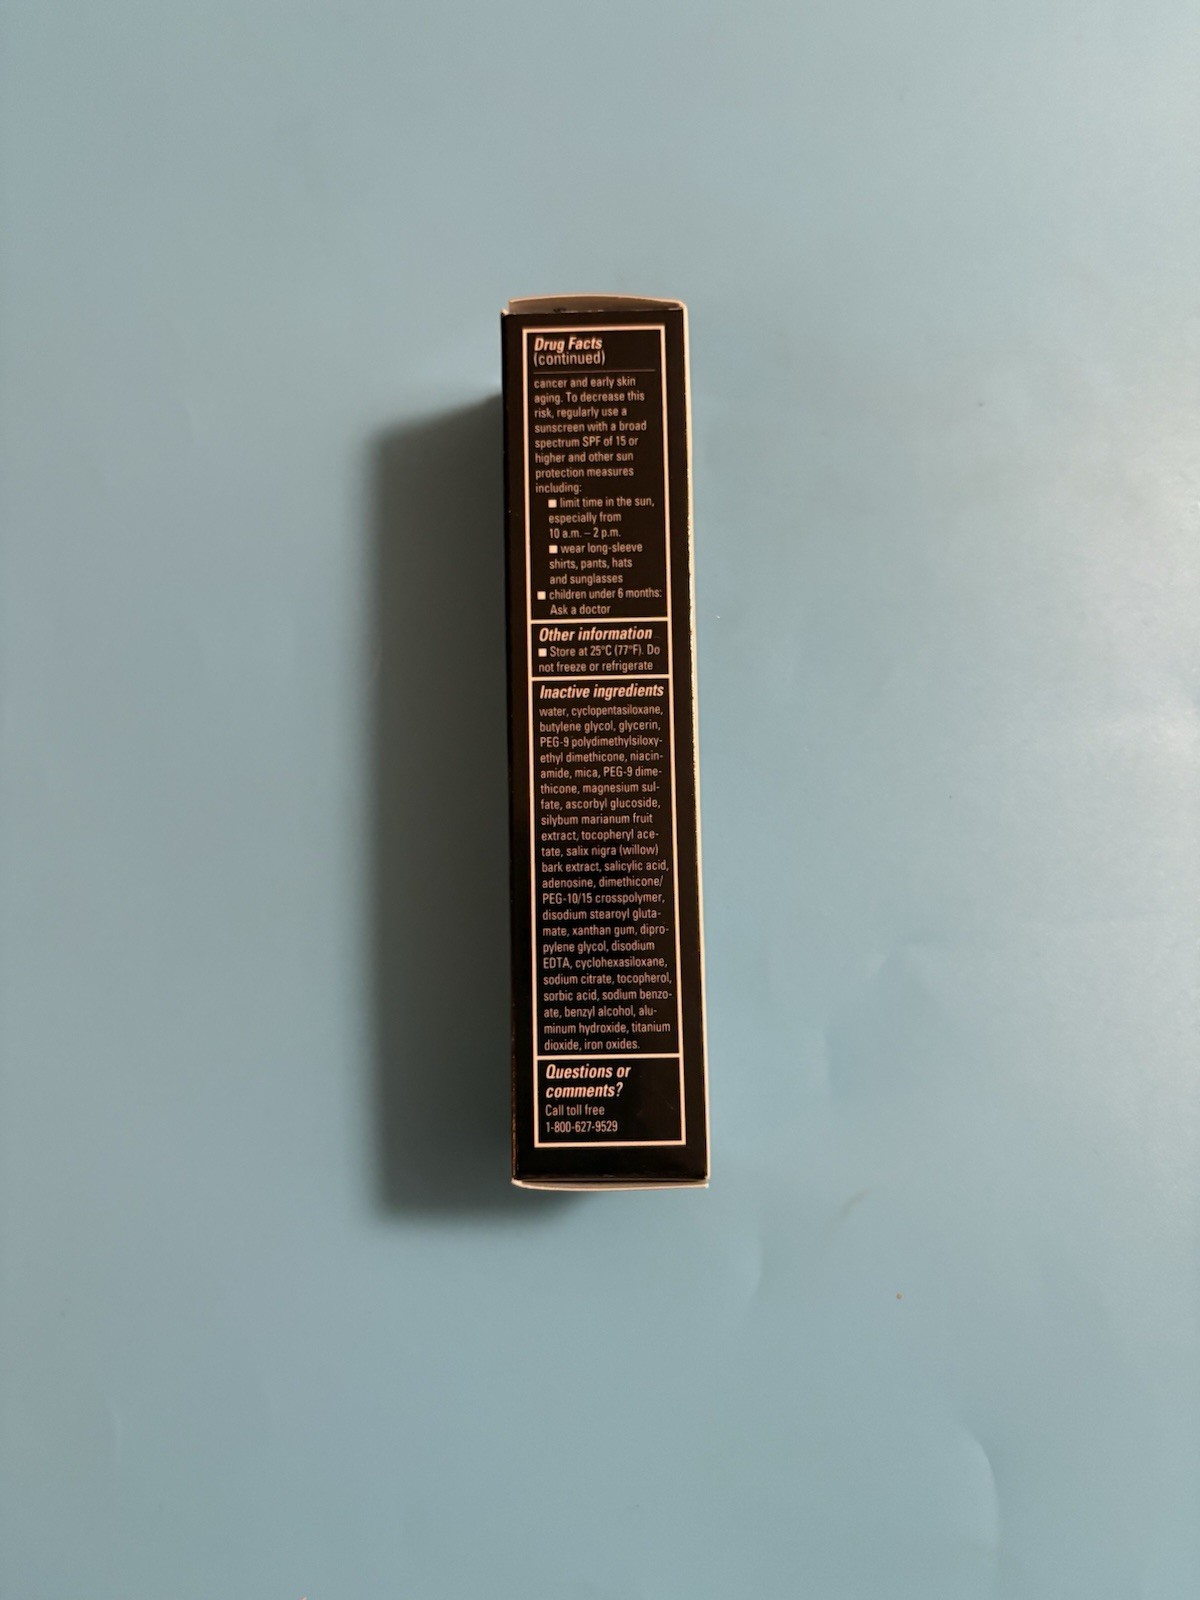 Drug Facts
(continued)
cancer and early skin
aging. To decrease this
risk, regularly use a
sunscreen with a broad
spectrum SPF of 15 or
higher and other sun
protection measures
including:
■ limit time in the sun,
especially from
10 a.m. – 2 p.m.
■ wear long-sleeve
shirts, pants, hats
and sunglasses
■ children under 6 months:
Ask a doctor
Other information
■ Store at 25°C (77°F). Do
not freeze or refrigerate
Inactive ingredients
water, cyclopentasiloxane,
butylene glycol, glycerin,
PEG-9 polydimethylsiloxy-
ethyl dimethicone, niacin-
amide, mica, PEG-9 dime-
thicone, magnesium sul-
fate, ascorbyl glucoside,
silybum marianum fruit
extract, tocopheryl ace-
tate, salix nigra (willow)
bark extract, salicylic acid,
adenosine, dimethicone/
PEG-10/15 crosspolymer,
disodium stearoyl gluta-
mate, xanthan gum, dipro-
pylene glycol, disodium
EDTA, cyclohexasiloxane,
sodium citrate, tocopherol,
sorbic acid, sodium benzo-
ate, benzyl alcohol, alu-
minum hydroxide, titanium
dioxide, iron oxides.
Questions or
comments?
Call toll free
1-800-627-9529